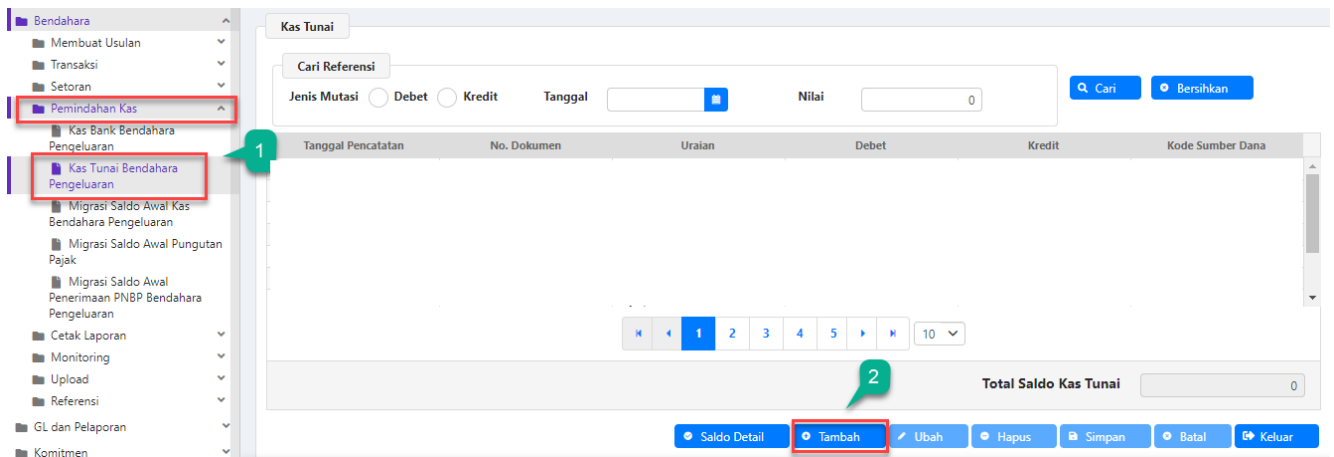 Bendahara
Membuat Usulan
Transaksi
Setoran
Pemindahan Kas
Kas Bank Bendahara
Pengeluaran
Kas Tunai Bendahara
Pengeluaran
Migrasi Saldo Awal Kas
Bendahara Pengeluaran
Migrasi Saldo Awal Pungutan
Pajak
Migrasi Saldo Awal
Penerimaan PNBP Bendahara
Pengeluaran
Cetak Laporan
Monitoring
Upload
Referensi
GL dan Pelaporan
Komitmen
1
Kas Tunai
Cari Referensi
Jenis Mutasi Debet Kredit Tanggal Nilai 0
Cari Bersihkan
Tanggal Pencatatan No. Dokumen Uraian Debet Kredit Kode Sumber Dana
1 2 3 4 5 10
2
Total Saldo Kas Tunai 0
Saldo Detail Tambah Ubah Hapus Simpan Batal Keluar